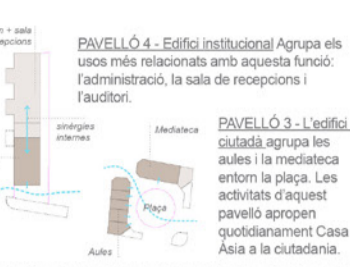 + sala
PAVELLÓ 4 - Edifici institucional Agrupa els
usos més relacionats amb aquesta funció:
l'administració, la sala de recepcions i
l'auditori.
sinèrgies
internes
Mediateca
Plaça
Aules
PAVELLÓ 3 - L'edifici
ciutadà agrupa les
aules i la mediateca
entorn la plaça. Les
activitats d'aquest
pavelló apropen
quotidianament Casa
Àsia a la ciutadania.